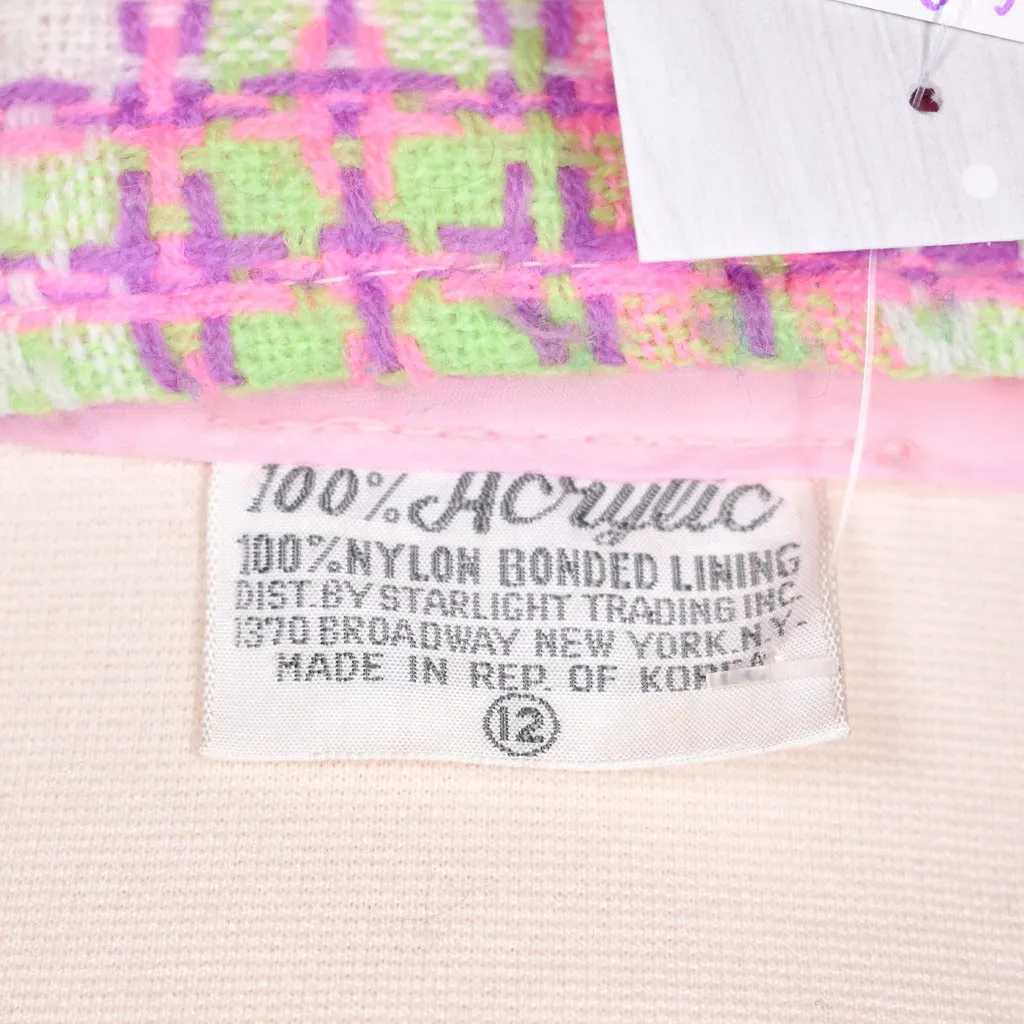 100% Acrylic
100% NYLON BONDED LINING
DIST. BY STARLIGHT TRADING INC.
1370 BROADWAY NEW YORK. N.Y.
MADE IN REP. OF KOREA
12